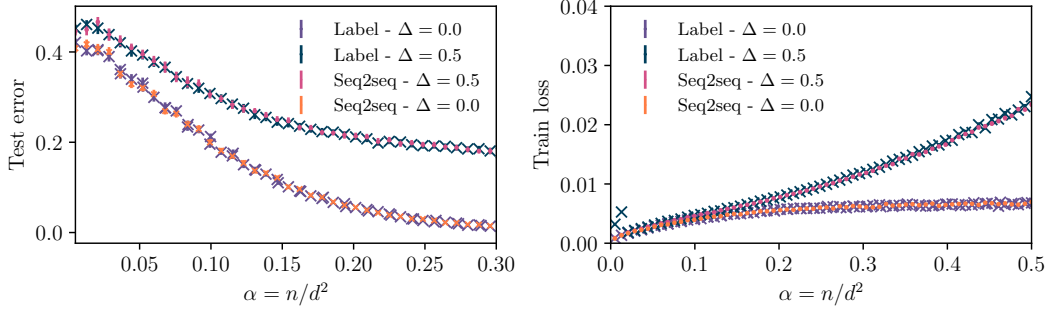 Test error
0.4
0.2
0.0
Label - Δ = 0.0
Label - Δ = 0.5
Seq2seq - Δ = 0.5
Seq2seq - Δ = 0.0
0.05 0.10 0.15 0.20 0.25 0.30
α = n/d²
Train loss
0.04
0.03
0.02
0.01
0.00
Label - Δ = 0.0
Label - Δ = 0.5
Seq2seq - Δ = 0.5
Seq2seq - Δ = 0.0
0.0 0.1 0.2 0.3 0.4 0.5
α = n/d²